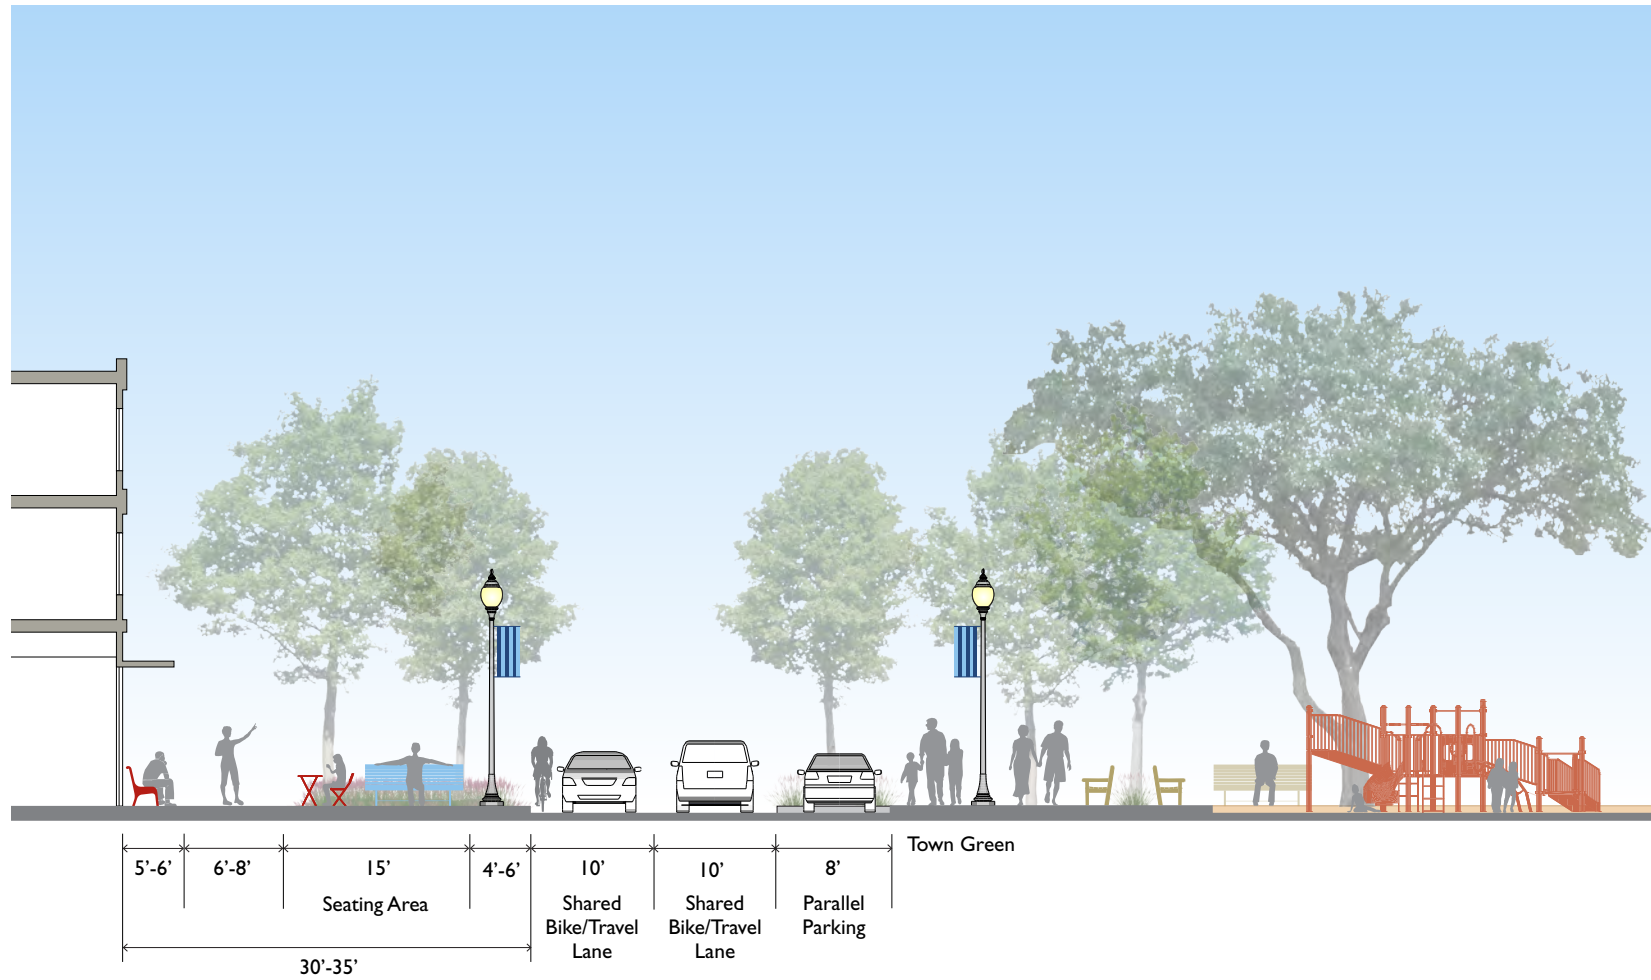 Town Green
5’-6’
6’-8’
15’
4’-6’
10’
10’
8’
Seating Area
Shared
Bike/Travel
Lane
Shared
Bike/Travel
Lane
Parallel
Parking
30’-35’